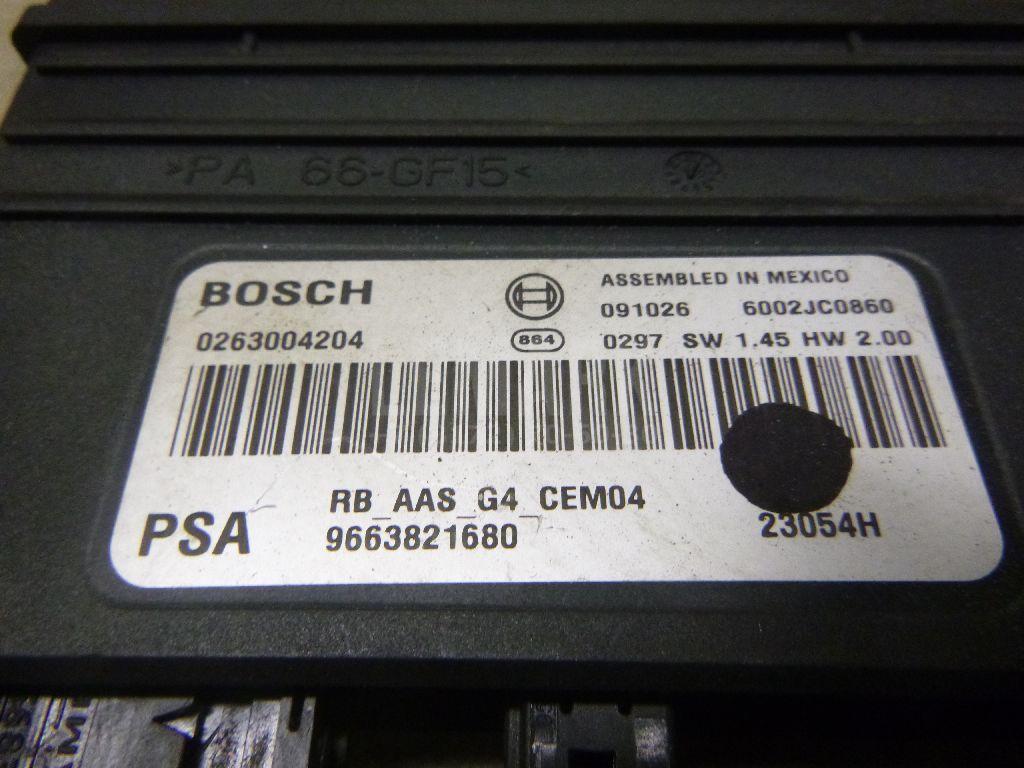 >PA 66-GF15<
BOSCH
ASSEMBLED IN MEXICO
091026 6002JC0860
0263004204
864
0297 SW 1.45 HW 2.00
RB_AAS_G4_CEM04
PSA
9663821680
23054H